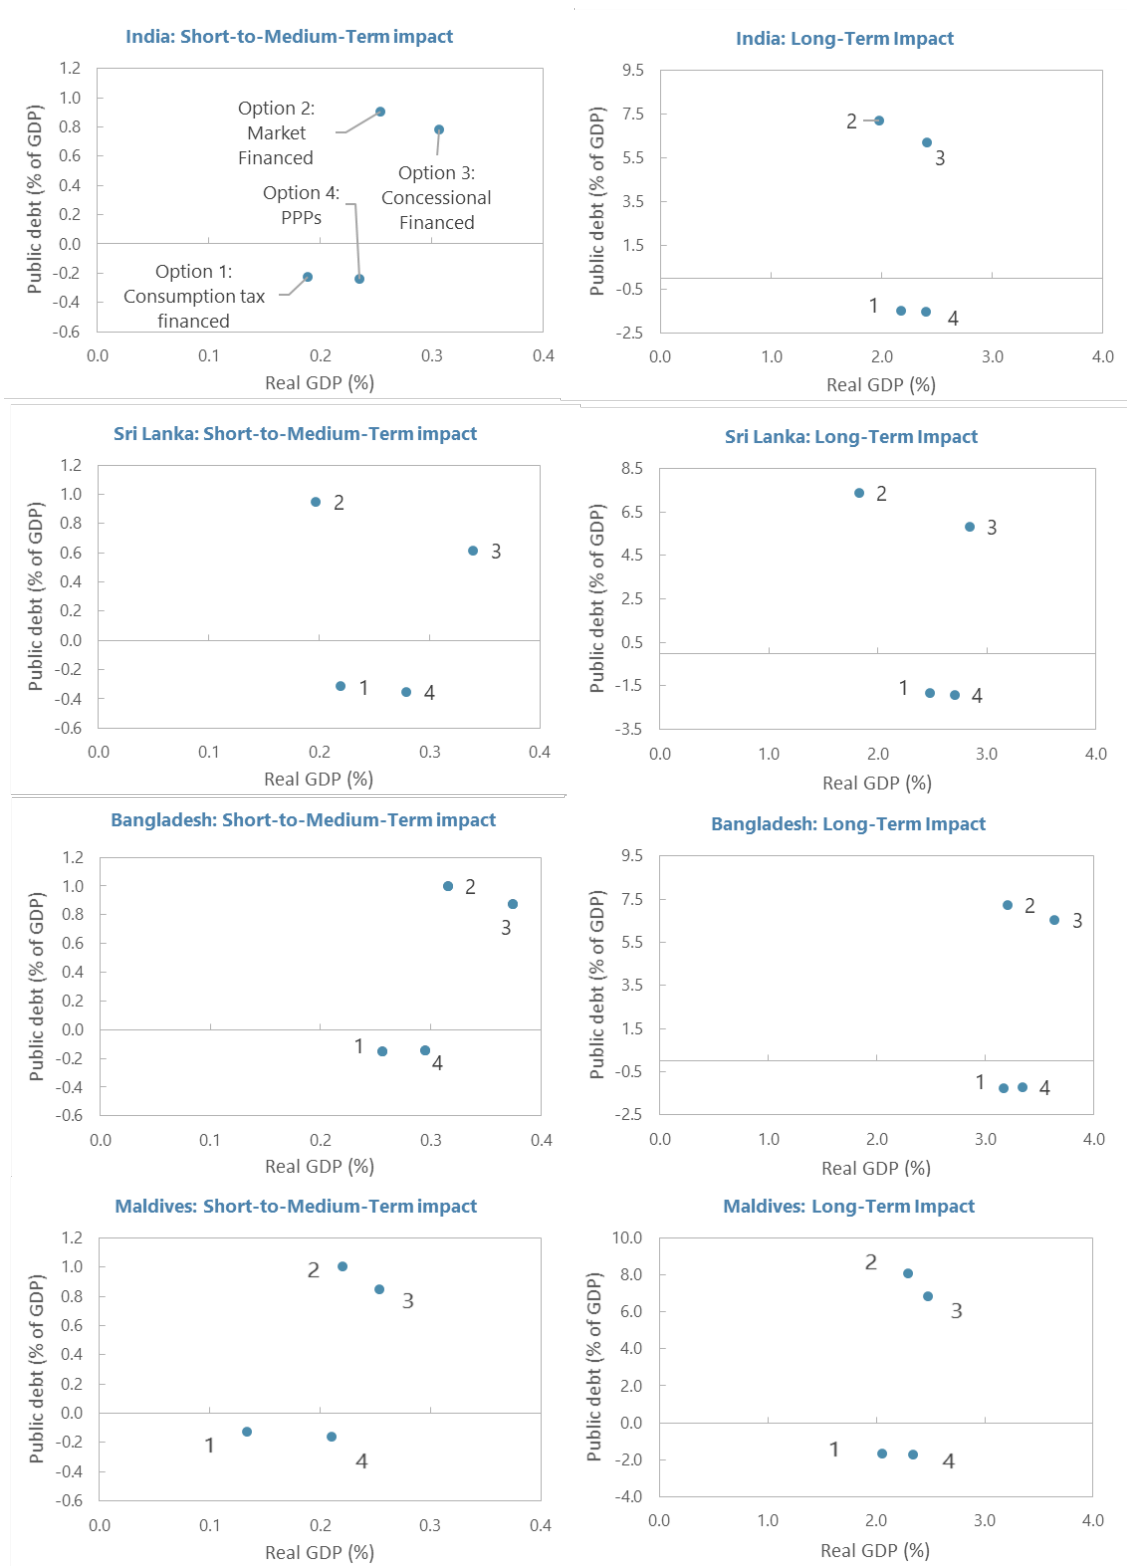 India: Short-to-Medium-Term impact
1.2
1.0
0.8
0.6
0.4
0.2
0.0
-0.2
-0.4
-0.6
Public debt (% of GDP)
Option 2:
Market
Financed
Option 3:
Concessional
Financed
Option 4:
PPPs
Option 1:
Consumption tax
financed
0.0 0.1 0.2 0.3 0.4
Real GDP (%)
India: Long-Term Impact
9.5
7.5
5.5
3.5
1.5
-0.5
-2.5
Public debt (% of GDP)
2
3
1
4
0.0 1.0 2.0 3.0 4.0
Real GDP (%)
Sri Lanka: Short-to-Medium-Term impact
1.2
1.0
0.8
0.6
0.4
0.2
0.0
-0.2
-0.4
-0.6
Public debt (% of GDP)
2
3
1
4
0.0 0.1 0.2 0.3 0.4
Real GDP (%)
Sri Lanka: Long-Term Impact
8.5
6.5
4.5
2.5
0.5
-1.5
-3.5
Public debt (% of GDP)
2
3
1
4
0.0 1.0 2.0 3.0 4.0
Real GDP (%)
Bangladesh: Short-to-Medium-Term impact
1.2
1.0
0.8
0.6
0.4
0.2
0.0
-0.2
-0.4
-0.6
Public debt (% of GDP)
2
3
1
4
0.0 0.1 0.2 0.3 0.4
Real GDP (%)
Bangladesh: Long-Term Impact
9.5
7.5
5.5
3.5
1.5
-0.5
-2.5
Public debt (% of GDP)
2
3
1
4
0.0 1.0 2.0 3.0 4.0
Real GDP (%)
Maldives: Short-to-Medium-Term impact
1.2
1.0
0.8
0.6
0.4
0.2
0.0
-0.2
-0.4
-0.6
Public debt (% of GDP)
2
3
1
4
0.0 0.1 0.2 0.3 0.4
Real GDP (%)
Maldives: Long-Term Impact
10.0
8.0
6.0
4.0
2.0
0.0
-2.0
-4.0
Public debt (% of GDP)
2
3
1
4
0.0 1.0 2.0 3.0 4.0
Real GDP (%)